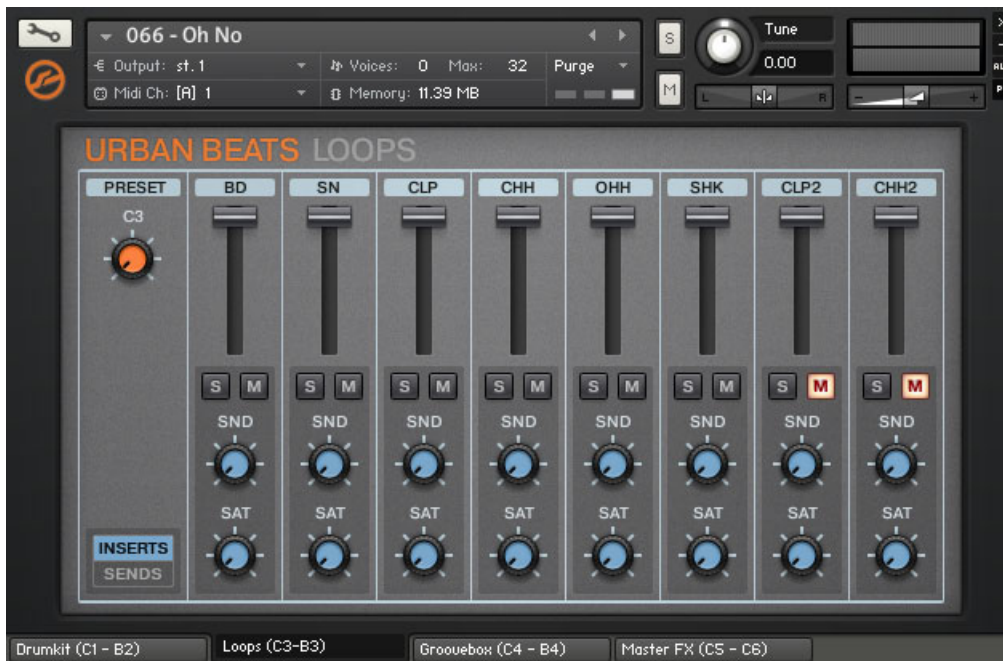 066 - Oh No
S
Tune
Output: st.1
Voices: 0 Max: 32 Purge
0.00
Midi Ch: [A] 1
Memory: 11.39 MB
M
L R
- +
URBAN BEATS LOOPS
PRESET BD SN CLP CHH OHH SHK CLP2 CHH2
C3
S M S M S M S M S M S M S M S M
SND SND SND SND SND SND SND SND
SAT SAT SAT SAT SAT SAT SAT SAT
INSERTS
SENDS
Drumkit (C1 - B2) Loops (C3-B3) Groovebox (C4 - B4) Master FX (C5 - C6)